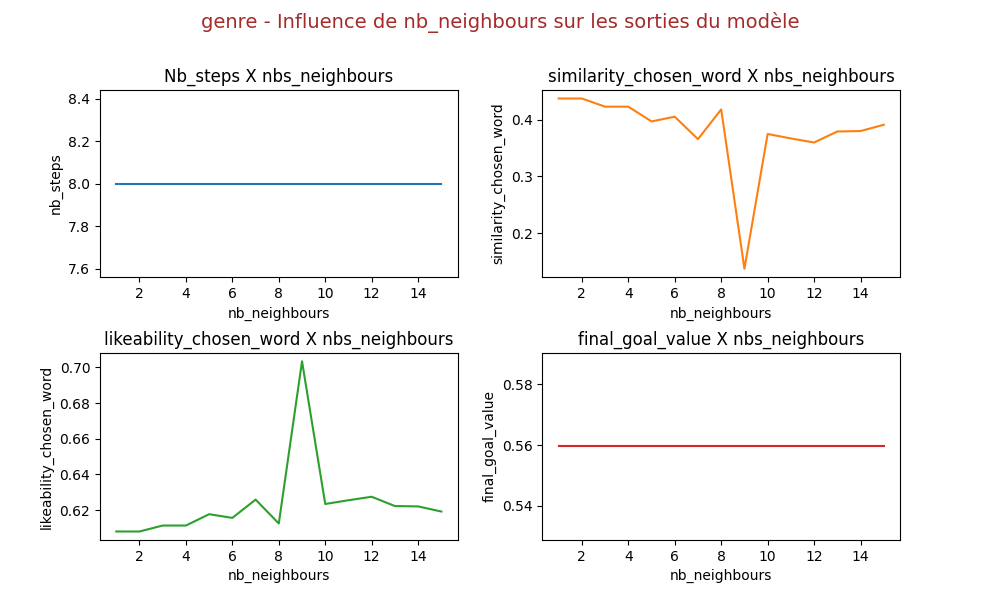 genre - Influence de nb_neighbours sur les sorties du modèle
Nb_steps X nbs_neighbours
8.4
8.2
8.0
7.8
7.6
nb_steps
2 4 6 8 10 12 14
nb_neighbours
similarity_chosen_word X nbs_neighbours
0.4
0.3
0.2
similarity_chosen_word
2 4 6 8 10 12 14
nb_neighbours
likeability_chosen_word X nbs_neighbours
0.70
0.68
0.66
0.64
0.62
likeability_chosen_word
2 4 6 8 10 12 14
nb_neighbours
final_goal_value X nbs_neighbours
0.58
0.56
0.54
final_goal_value
2 4 6 8 10 12 14
nb_neighbours